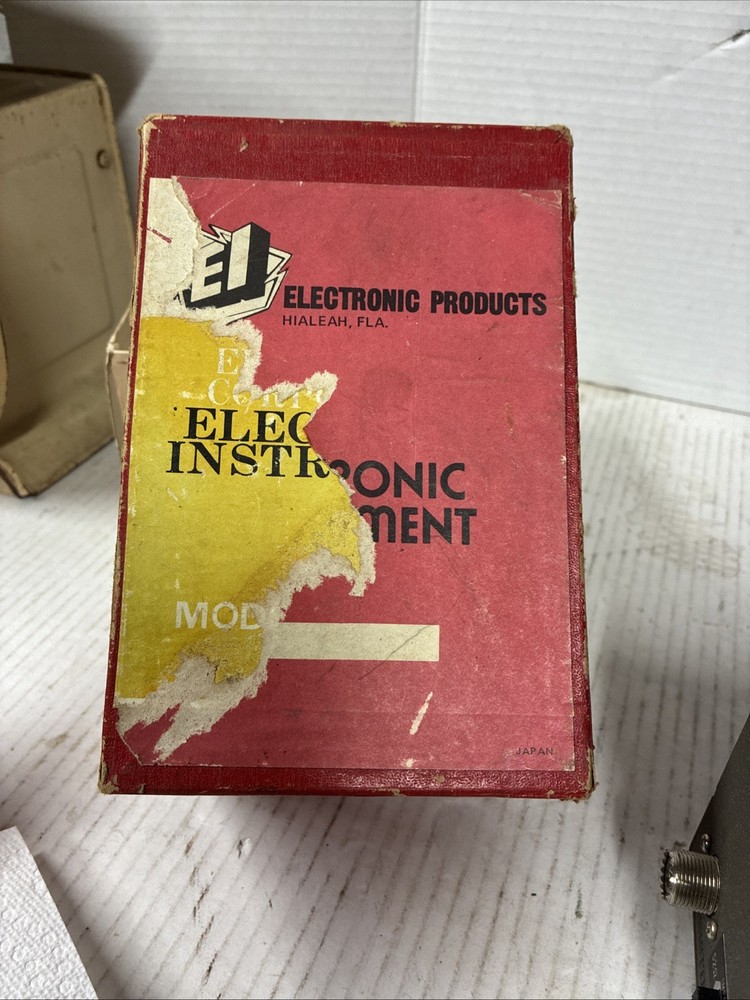 EI
ELECTRONIC PRODUCTS
HIALEAH, FLA.
ELEC
INSTR
RONIC
MENT
MOD
JAPAN